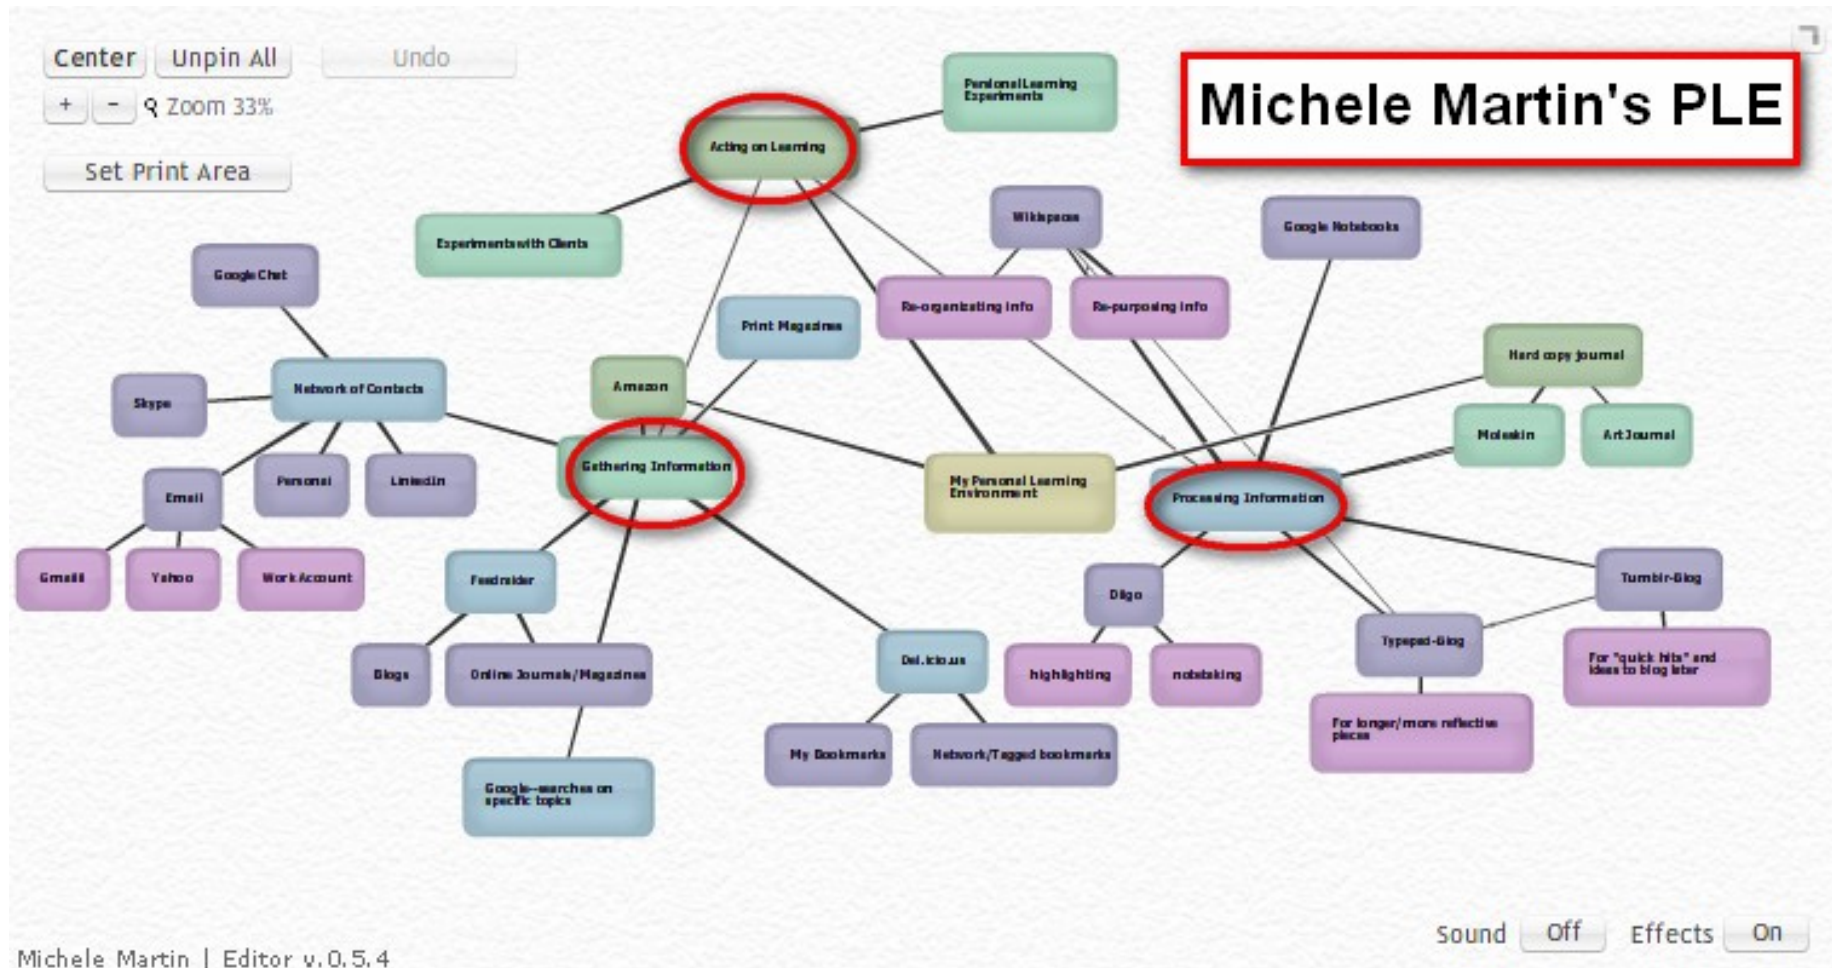 Center
Unpin All
Undo
+
-
Zoom 33%
Set Print Area
Michele Martin's PLE
Personal Learning
Experiments
Acting on Learning
Wikispaces
Google Notebooks
Experiments with Clients
Google Chat
Re-organizating info
Re-purposing info
Print Magazines
Hard copy journal
Amazon
Network of Contacts
Skype
Moleskin
Art Journal
Gathering Information
My Personal Learning
Environment
Processing Information
Email
Personal
LinkedIn
Gmail
Yahoo
Work Account
Feedreader
Diigo
Tumblr-Blog
Typepad-Blog
Blogs
Online Journals/Magazines
Del.icio.us
highlighting
notetaking
For "quick hits" and
ideas to blog later
For longer/more reflective
pieces
My Bookmarks
Network/Tagged bookmarks
Google--searches on
specific topics
Sound
Off
Effects
On
Michele Martin | Editor v.0.5.4